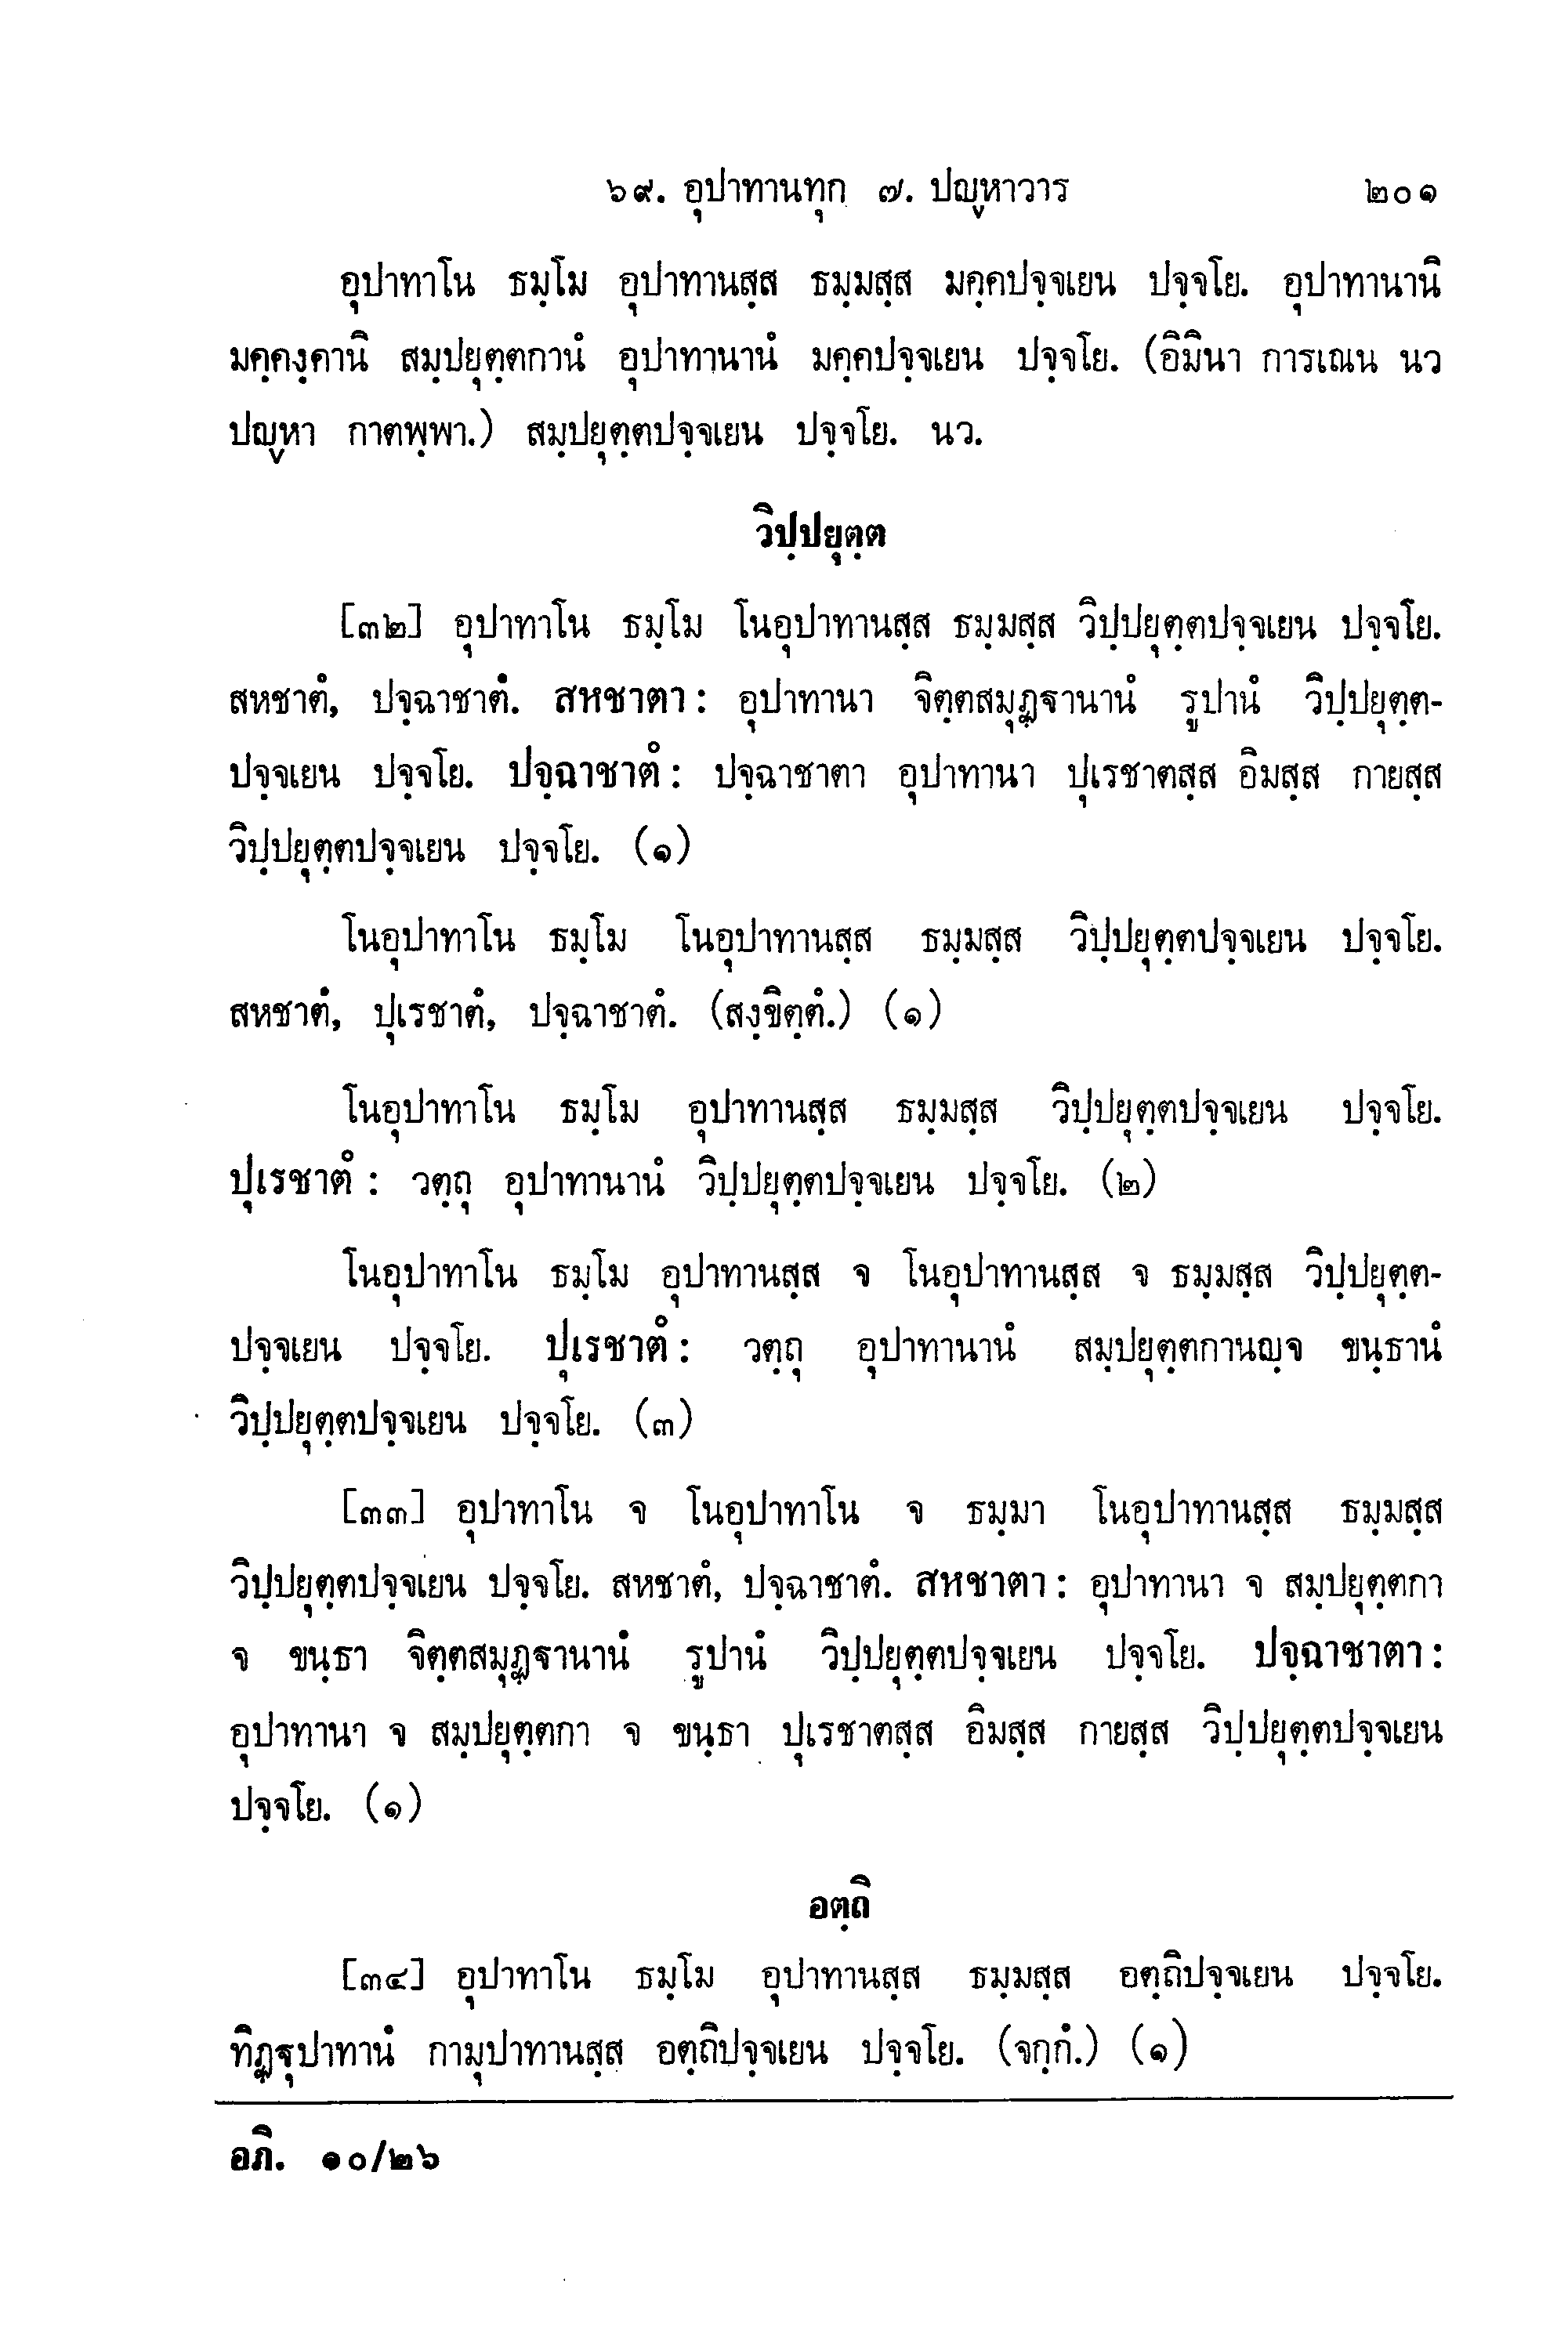 ๖๙. อุปาทานทุก ๗. ปญฺหาวาร ๒๐๑
อุปาทาโน ธมฺโม อุปาทานสฺส ธมฺมสฺส มคฺคปจฺจเยน ปจฺจโย. อุปาทานานิ
มคฺคงฺคานิ สมฺปยุตฺตกานํ อุปาทานานํ มคฺคปจฺจเยน ปจฺจโย. (อิมินา การเณน นว
ปญฺหา กาตพฺพา.) สมฺปยุตฺตปจฺจเยน ปจฺจโย. นว.
วิปฺปยุตฺต
[๓๒] อุปาทาโน ธมฺโม โนอุปาทานสฺส ธมฺมสฺส วิปฺปยุตฺตปจฺจเยน ปจฺจโย.
สหชาตํ, ปจฺฉาชาตํ. สหชาตา : อุปาทานา จิตฺตสมุฏฺฐานานํ รูปานํ วิปฺปยุตฺต-
ปจฺจเยน ปจฺจโย. ปจฺฉาชาตํ : ปจฺฉาชาตา อุปาทานา ปุเรชาตสฺส อิมสฺส กายสฺส
วิปฺปยุตฺตปจฺจเยน ปจฺจโย. (๑)
โนอุปาทาโน ธมฺโม โนอุปาทานสฺส ธมฺมสฺส วิปฺปยุตฺตปจฺจเยน ปจฺจโย.
สหชาตํ, ปุเรชาตํ, ปจฺฉาชาตํ. (สงฺขิตฺตํ.) (๑)
โนอุปาทาโน ธมฺโม อุปาทานสฺส ธมฺมสฺส วิปฺปยุตฺตปจฺจเยน ปจฺจโย.
ปุเรชาตํ : วตฺถุ อุปาทานานํ วิปฺปยุตฺตปจฺจเยน ปจฺจโย. (๒)
โนอุปาทาโน ธมฺโม อุปาทานสฺส จ โนอุปาทานสฺส จ ธมฺมสฺส วิปฺปยุตฺต-
ปจฺจเยน ปจฺจโย. ปุเรชาตํ : วตฺถุ อุปาทานานํ สมฺปยุตฺตกานญฺจ ขนฺธานํ
วิปฺปยุตฺตปจฺจเยน ปจฺจโย. (๓)
[๓๓] อุปาทาโน จ โนอุปาทาโน จ ธมฺมา โนอุปาทานสฺส ธมฺมสฺส
วิปฺปยุตฺตปจฺจเยน ปจฺจโย. สหชาตํ, ปจฺฉาชาตํ. สหชาตา : อุปาทานา จ สมฺปยุตฺตกา
จ ขนฺธา จิตฺตสมุฏฺฐานานํ รูปานํ วิปฺปยุตฺตปจฺจเยน ปจฺจโย. ปจฺฉาชาตา :
อุปาทานา จ สมฺปยุตฺตกา จ ขนฺธา ปุเรชาตสฺส อิมสฺส กายสฺส วิปฺปยุตฺตปจฺจเยน
ปจฺจโย. (๑)
อตฺถิ
[๓๔] อุปาทาโน ธมฺโม อุปาทานสฺส ธมฺมสฺส อตฺถิปจฺจเยน ปจฺจโย.
ทิฏฺฐุปาทานํ กามุปาทานสฺส อตฺถิปจฺจเยน ปจฺจโย. (จกฺกํ.) (๑)
อภิ. ๑๐/๒๖